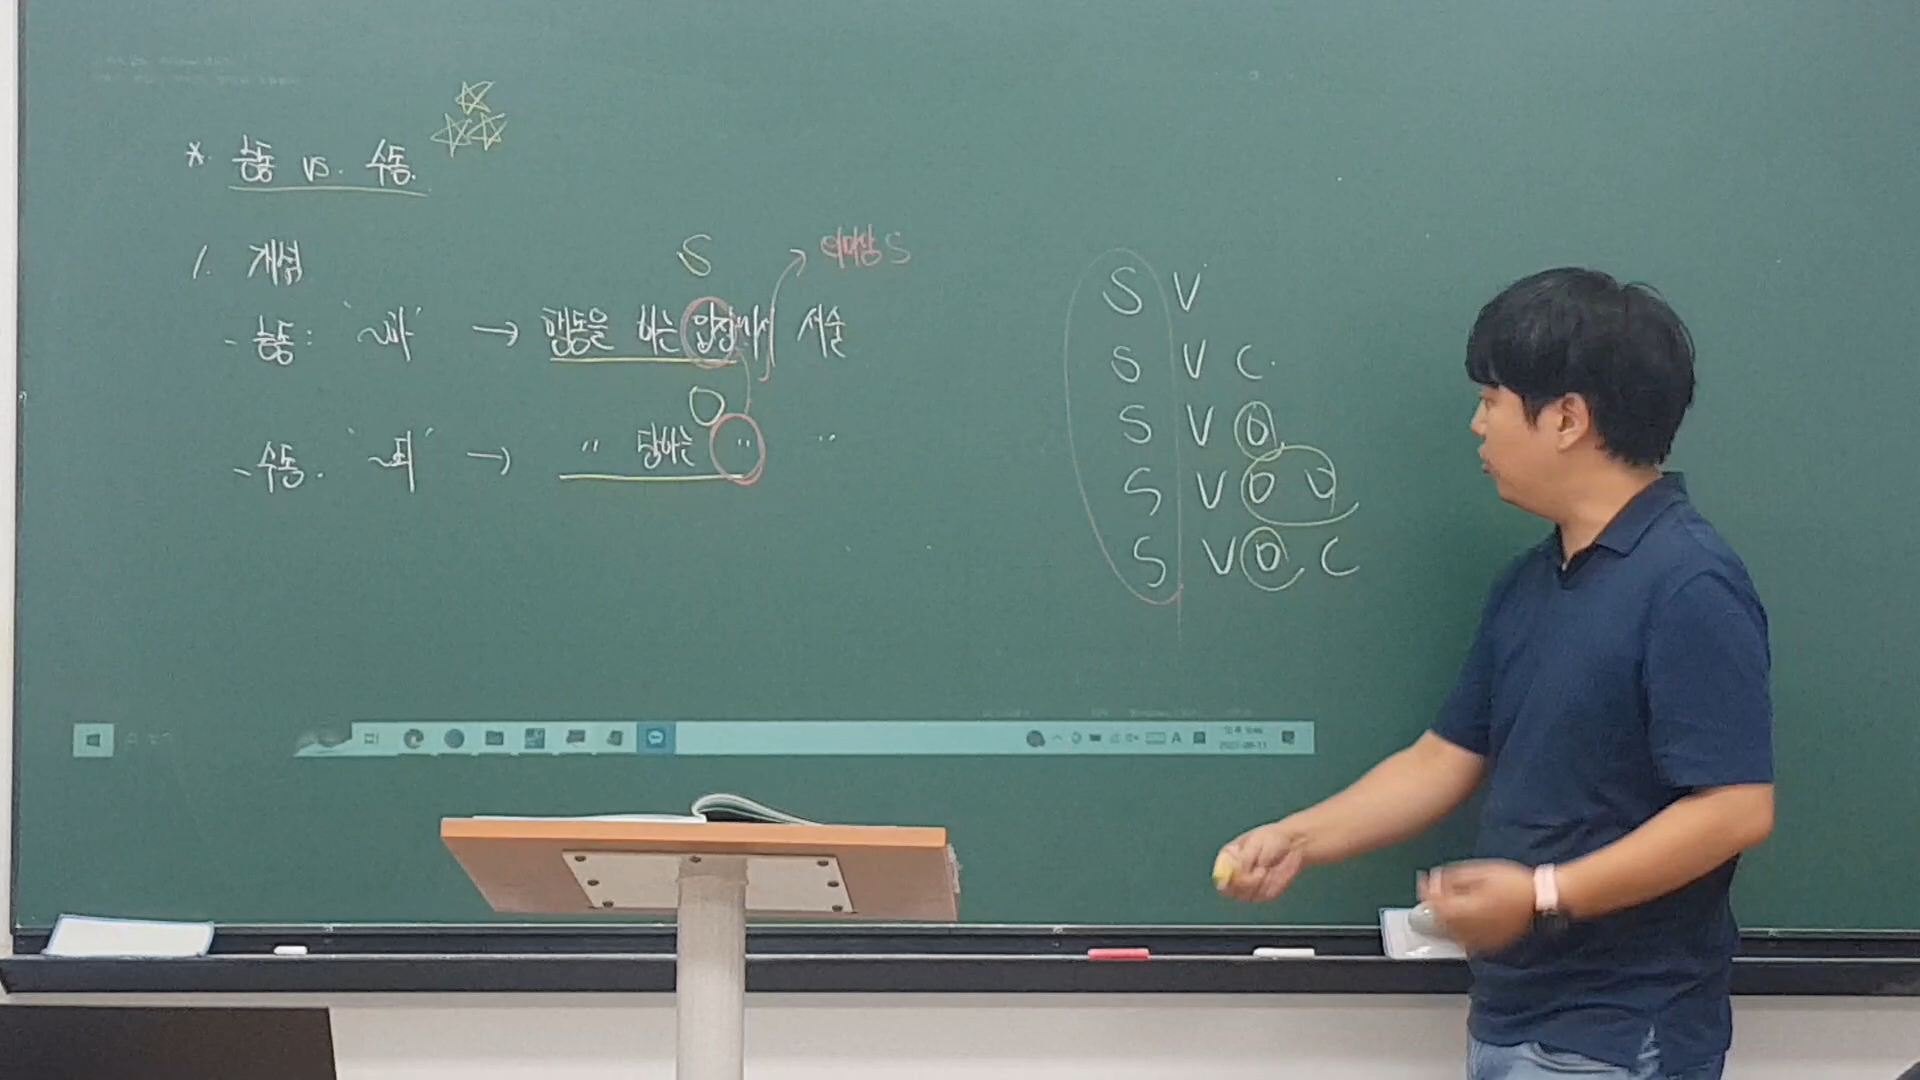 * 능동 vs. 수동.
1. 개념
S → 의미상 S
- 능동: '~다' → 행동을 하는 입장에서 서술
O
- 수동. '~되' → " 당하는 " "
S V
S V C.
S V O
S V O O
S V O C
A